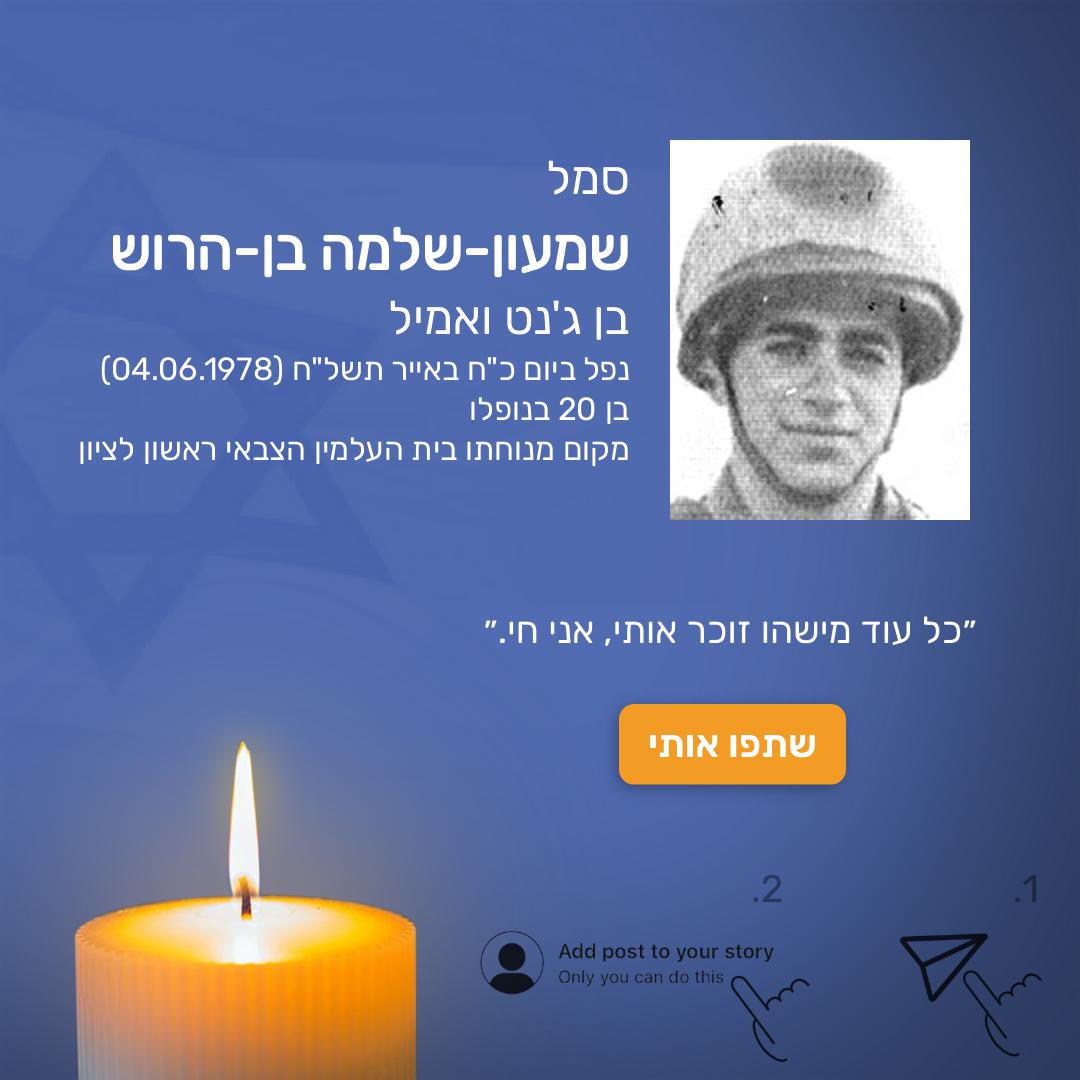 סמל
שמעון-שלמה בן-הרוש
בן ג'נט ואמיל
נפל ביום כ"ח באייר תשל"ח (04.06.1978)
בן 20 בנופלו
מקום מנוחתו בית העלמין הצבאי ראשון לציון
״כל עוד מישהו זוכר אותי, אני חי.״
שתפו אותי
1.
2.
Add post to your story
Only you can do this